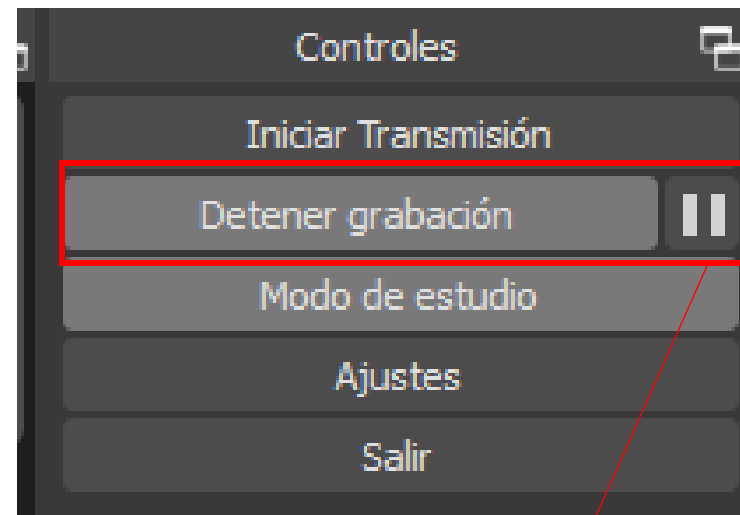 Controles
Iniciar Transmisión
Detener grabación
Modo de estudio
Ajustes
Salir